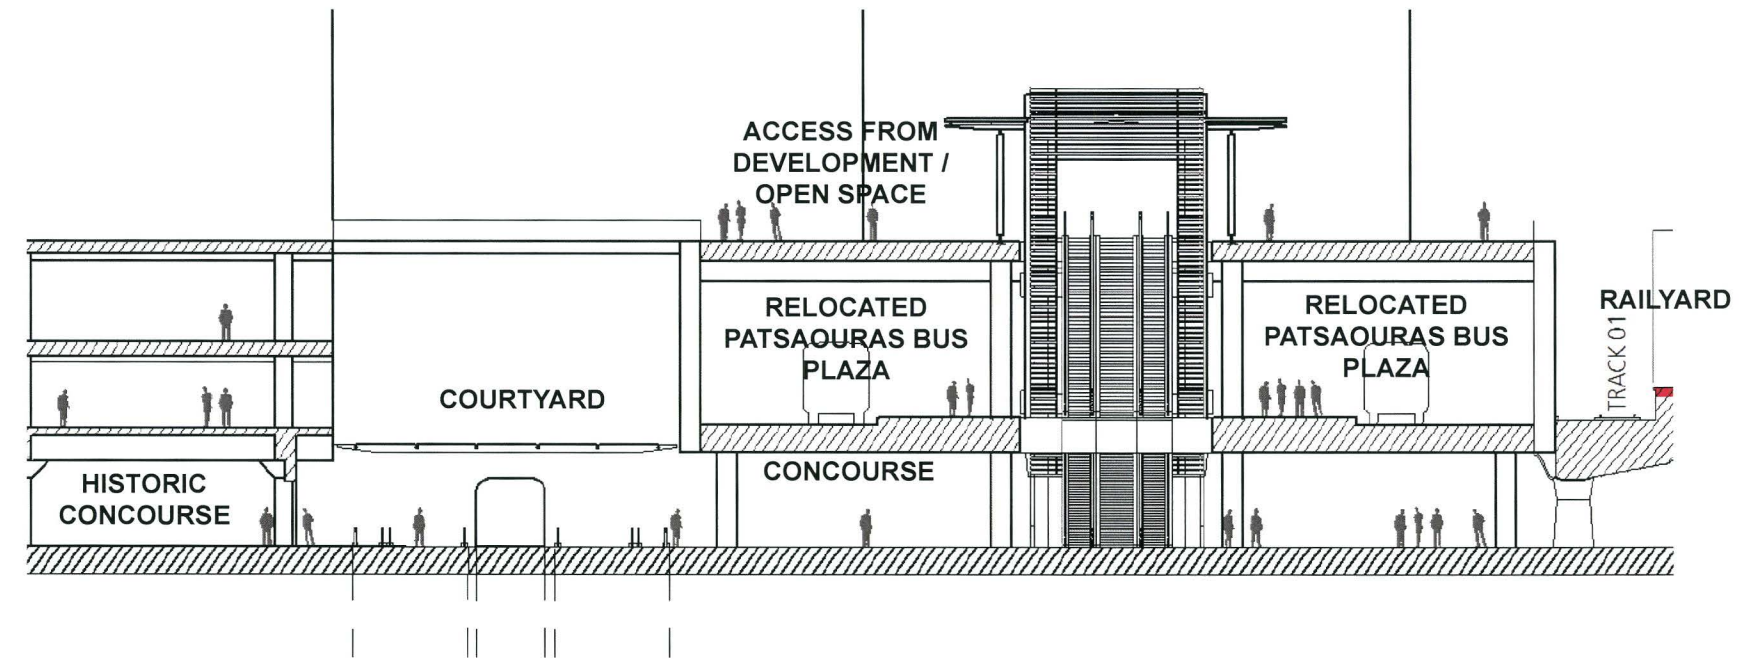 ACCESS FROM
DEVELOPMENT /
OPEN SPACE
RELOCATED
PATSAOURAS BUS
PLAZA
RELOCATED
PATSAOURAS BUS
PLAZA
RAILYARD
TRACK 01
COURTYARD
CONCOURSE
HISTORIC
CONCOURSE